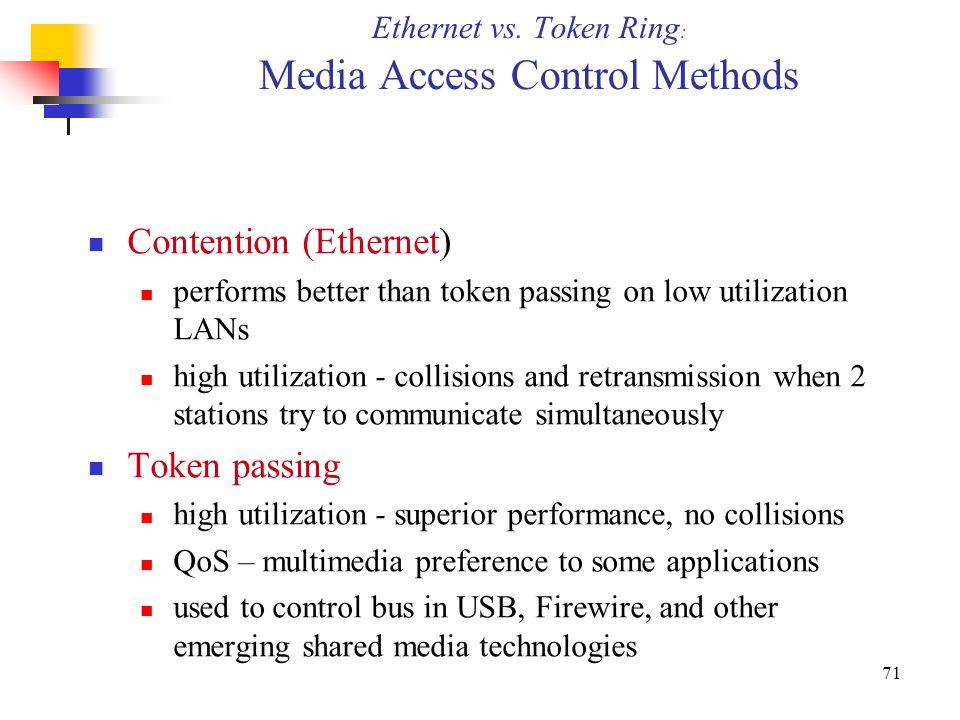 Ethernet vs. Token Ring:
Media Access Control Methods
Contention (Ethernet)
performs better than token passing on low utilization
LANs
high utilization - collisions and retransmission when 2
stations try to communicate simultaneously
Token passing
high utilization - superior performance, no collisions
QoS – multimedia preference to some applications
used to control bus in USB, Firewire, and other
emerging shared media technologies
71